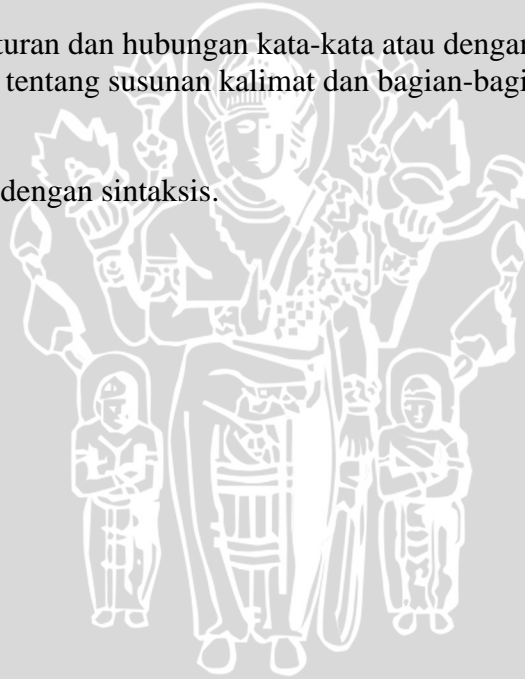 turan dan hubungan kata-kata atau dengan
tentang susunan kalimat dan bagian-bagi
dengan sintaksis.